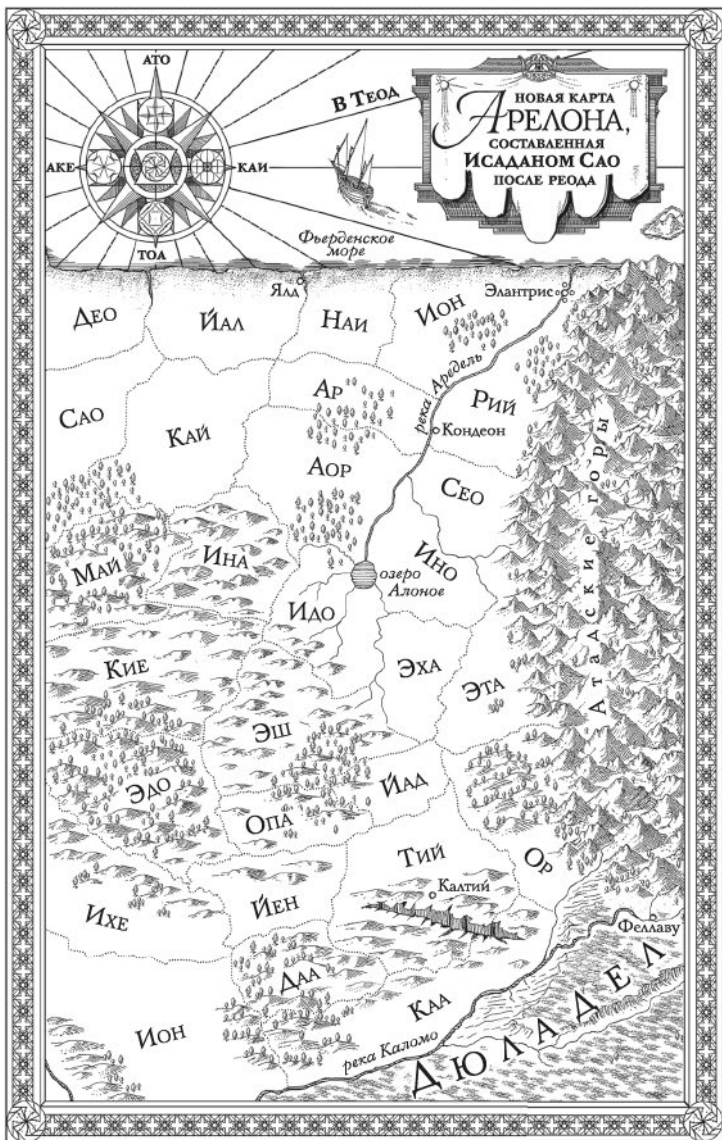 АТО
АКЕ
КАИ
ТОА
В ТЕОД
НОВАЯ КАРТА
АРЕЛОНА,
СОСТАВЛЕННАЯ
ИСАДАНОМ САО
ПОСЛЕ РЕОДА
Фьерденское
море
Ялд
Элантрис
ДЕО
ЙАЛ
НАИ
ИОН
река Аредель
САО
КАЙ
АР
РИЙ
Кондеон
АОР
СЕО
Атадские горы
МАЙ
ИНА
ИНО
озеро
Алоное
ИДО
КИЕ
ЭХА
ЭТА
ЭШ
ЭДО
ОПА
ЙАД
ТИЙ
ОР
Калтий
ИХЕ
ЙЕН
Феллаву
ДАА
КАА
ИОН
река Каломо
ДЮЛАДЕЛ